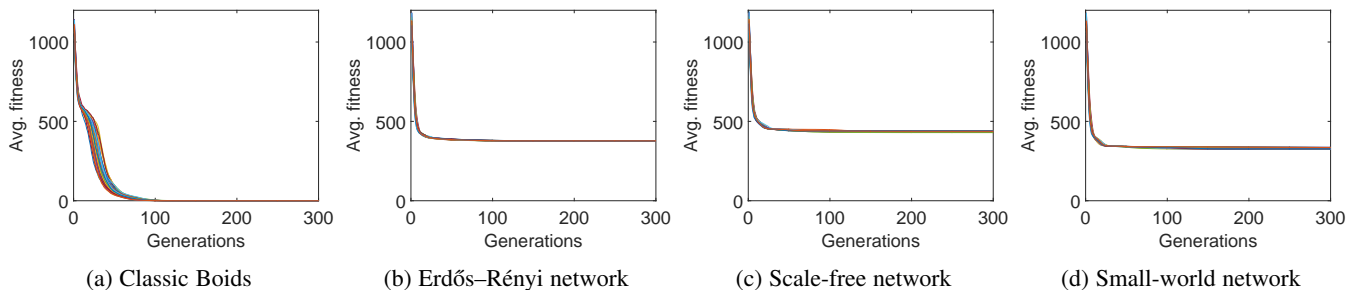 Avg. fitness
1000
500
0
0
100
200
300
Generations
(a) Classic Boids
Avg. fitness
1000
500
0
0
100
200
300
Generations
(b) Erdős–Rényi network
Avg. fitness
1000
500
0
0
100
200
300
Generations
(c) Scale-free network
Avg. fitness
1000
500
0
0
100
200
300
Generations
(d) Small-world network